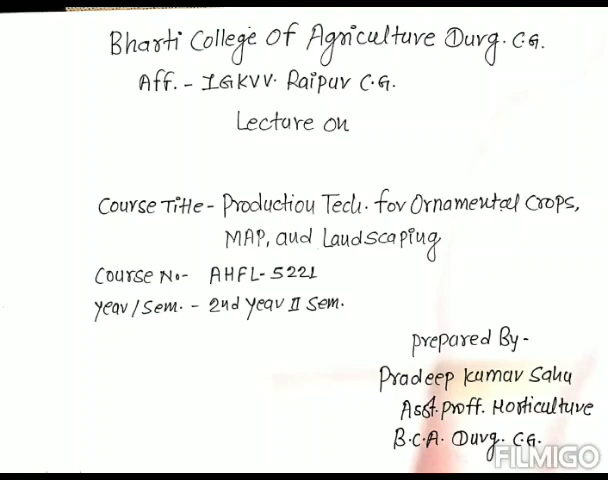 Bharti College Of Agriculture Durg. C.G.
Aff. - IGKVV. Raipur C.G.
Lecture on
Course Title - Production Tech. for Ornamental Crops,
MAP, and Landscaping
Course No.- AHFL-5221
Year/Sem. - 2nd Year II Sem.
prepared By -
Pradeep Kumar Sahu
Asst. proff. Horticulture
B.C.A. Durg. C.G.
FILMIGO